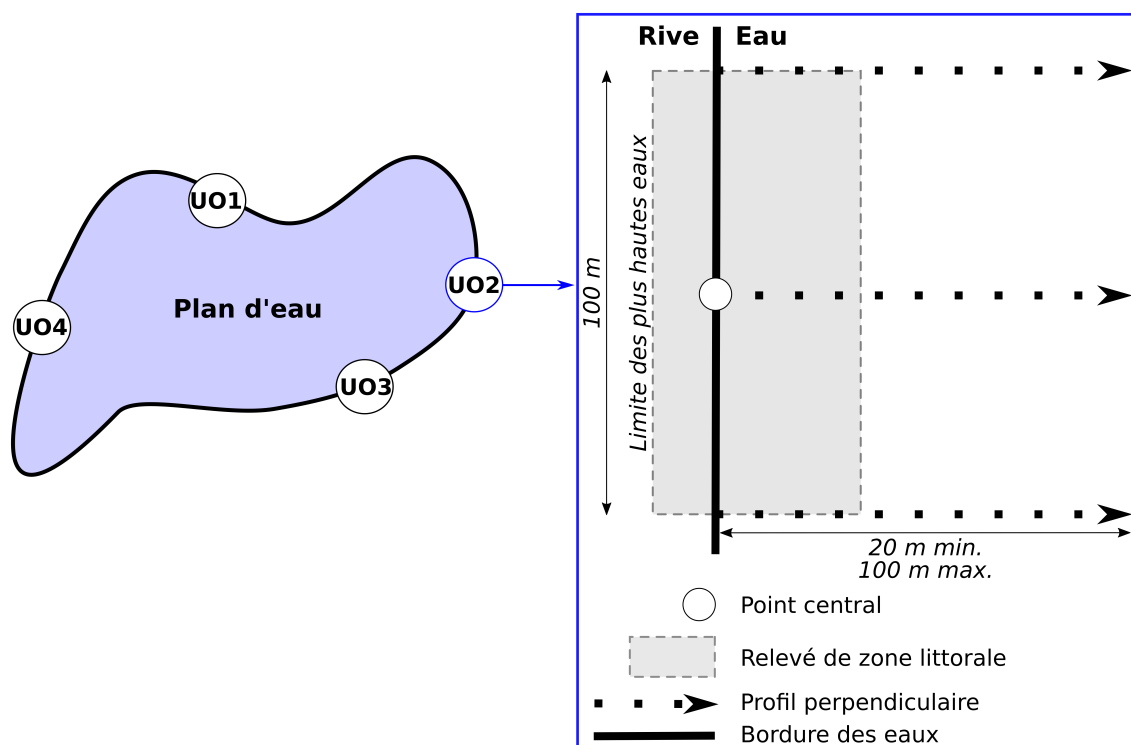 UO1
UO2
UO3
UO4
Plan d'eau
Rive
Eau
100 m
Limite des plus hautes eaux
20 m min.
100 m max.
Point central
Relevé de zone littorale
Profil perpendiculaire
Bordure des eaux